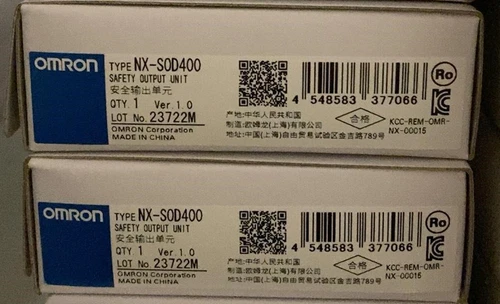 OMRON
TYPE NX-SOD400
SAFETY OUTPUT UNIT
安全输出单元
QTY. 1 Ver.1.0
LOT No. 23722M
OMRON Corporation
MADE IN CHINA
4 548583 377066
产地:中华人民共和国
制造:欧姆龙(上海)有限公司
地址:中国(上海)自由贸易试验区金吉路789号
合格
Ro
KCC-REM-OMR-
NX-00015
OMRON
TYPE NX-SOD400
SAFETY OUTPUT UNIT
安全输出单元
QTY. 1 Ver.1.0
LOT No. 23722M
OMRON Corporation
MADE IN CHINA
4 548583 377066
产地:中华人民共和国
制造:欧姆龙(上海)有限公司
地址:中国(上海)自由贸易试验区金吉路789号
合格
Ro
KCC-REM-OMR-
NX-00015